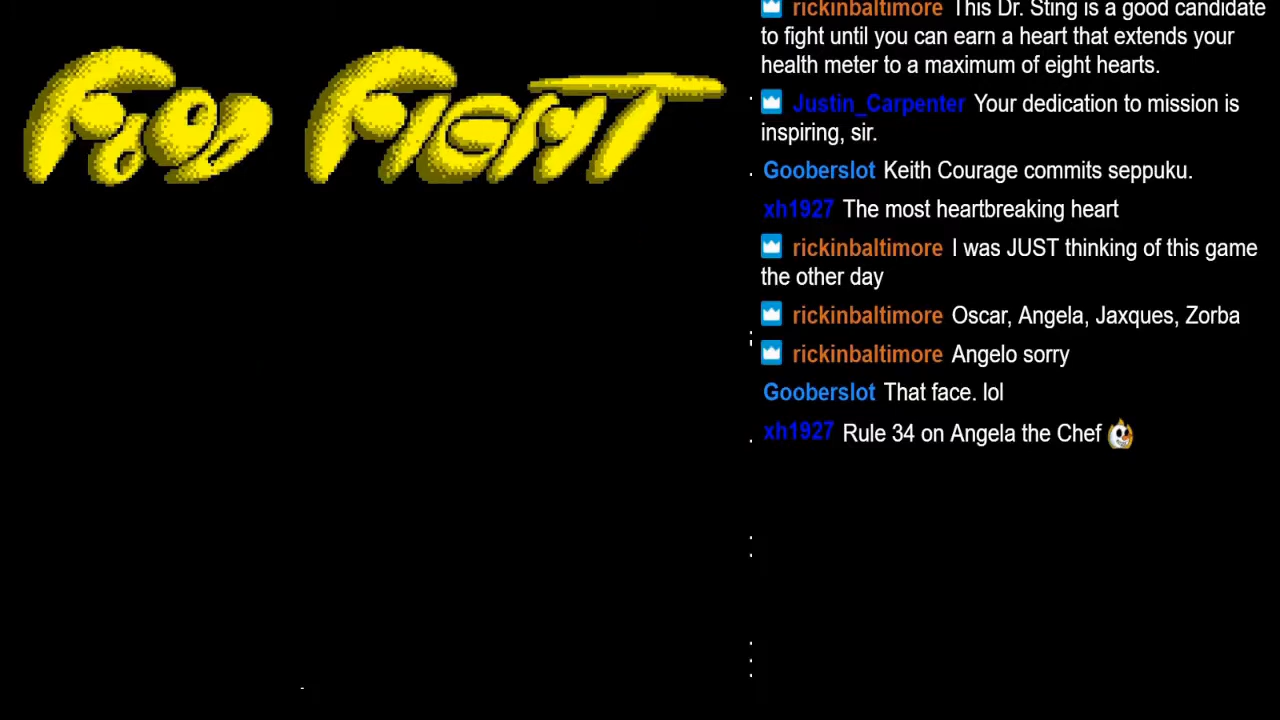 FOOD FIGHT
rickinbaltimore This Dr. Sting is a good candidate
to fight until you can earn a heart that extends your
health meter to a maximum of eight hearts.
Justin_Carpenter Your dedication to mission is
inspiring, sir.
Gooberslot Keith Courage commits seppuku.
xh1927 The most heartbreaking heart
rickinbaltimore I was JUST thinking of this game
the other day
rickinbaltimore Oscar, Angela, Jaxques, Zorba
rickinbaltimore Angelo sorry
Gooberslot That face. lol
xh1927 Rule 34 on Angela the Chef